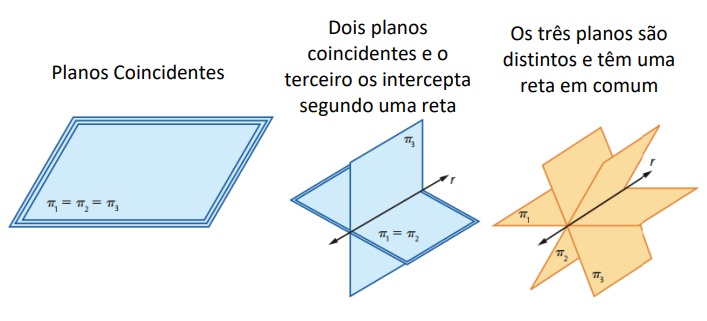 Planos Coincidentes
π₁ = π₂ = π₃
Dois planos
coincidentes e o
terceiro os intercepta
segundo uma reta
π₃
r
π₁ = π₂
Os três planos são
distintos e têm uma
reta em comum
r
π₁
π₂
π₃